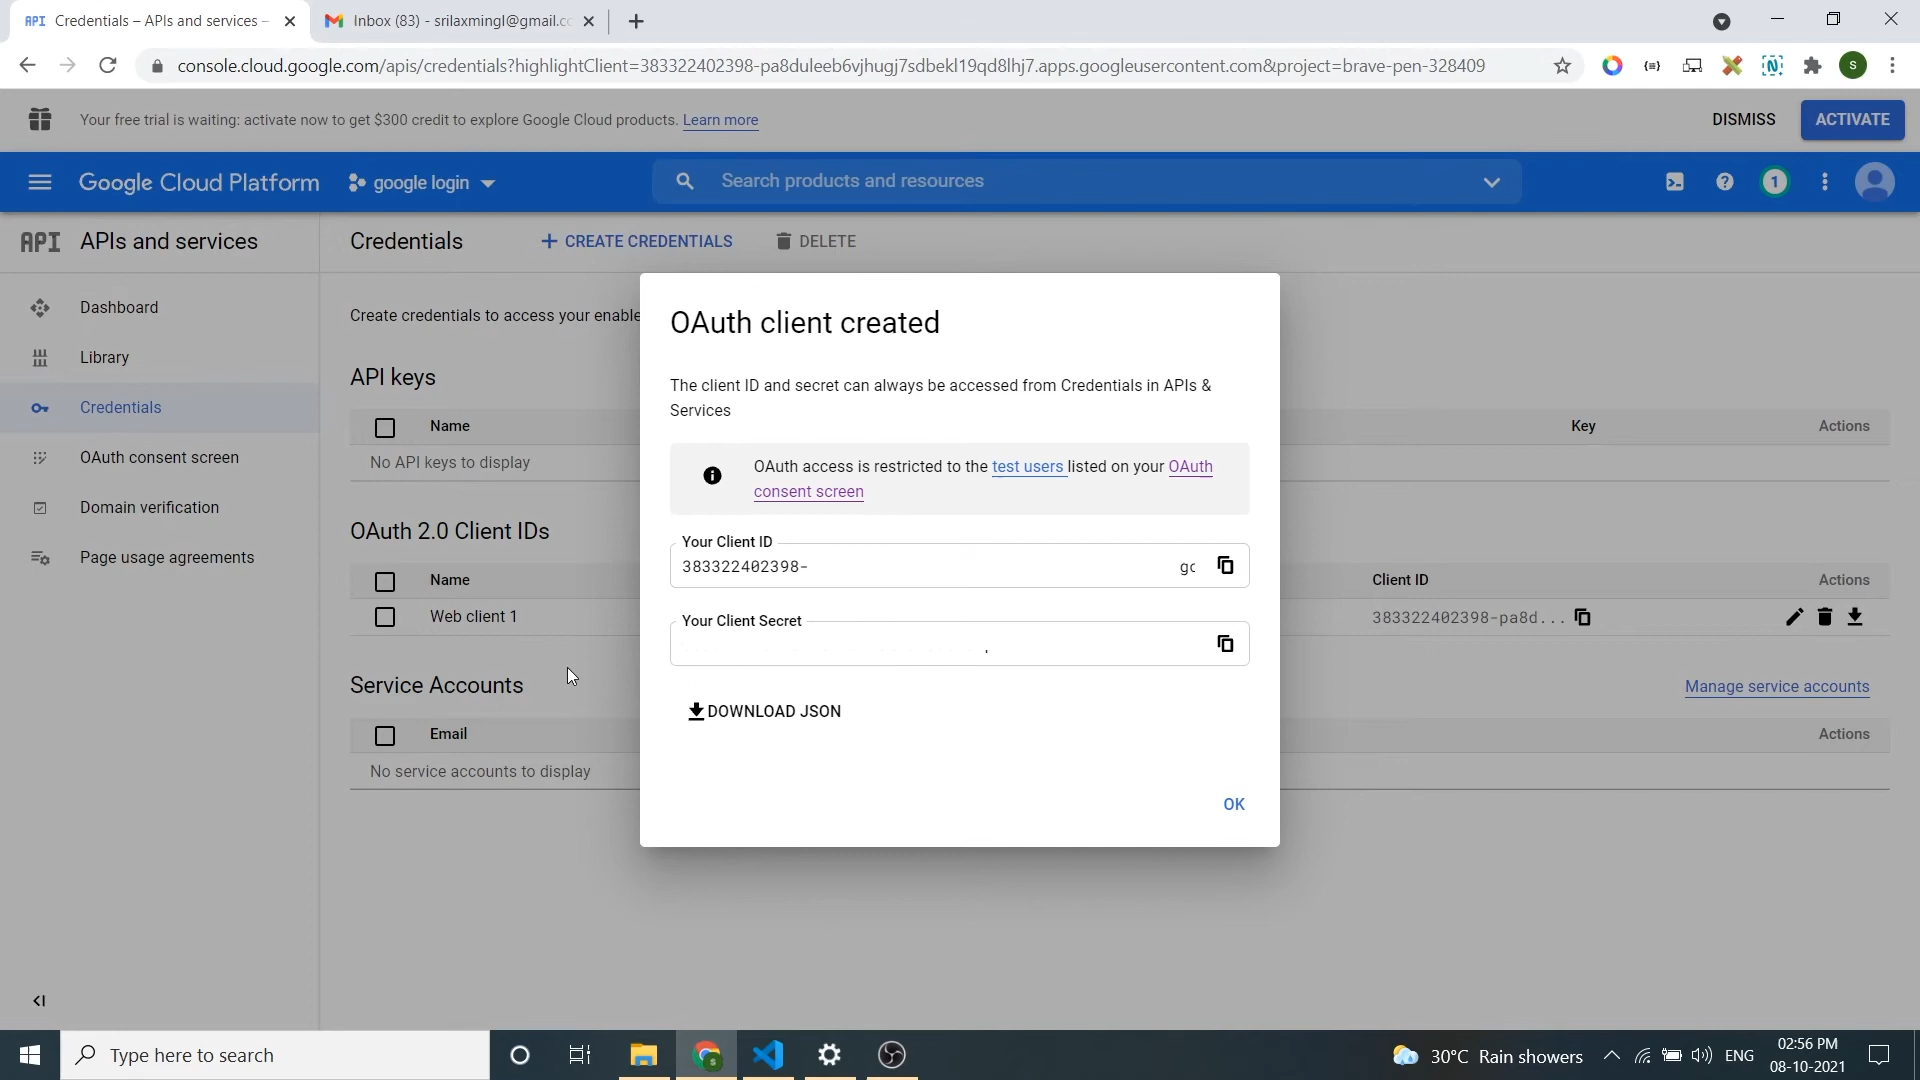 API Credentials – APIs and services –
Inbox (83) - srilaxmingl@gmail.cc
console.cloud.google.com/apis/credentials?highlightClient=383322402398-pa8duleeb6vjhugj7sdbekl19qd8lhj7.apps.googleusercontent.com&project=brave-pen-328409
S
Your free trial is waiting: activate now to get $300 credit to explore Google Cloud products. Learn more
DISMISS
ACTIVATE
Google Cloud Platform
google login
Search products and resources
1
API APIs and services
Credentials
CREATE CREDENTIALS
DELETE
Dashboard
Library
Credentials
OAuth consent screen
Domain verification
Page usage agreements
Create credentials to access your enable
API keys
Name
Key
Actions
No API keys to display
OAuth 2.0 Client IDs
Name
Client ID
Actions
Web client 1
383322402398-pa8d...
Service Accounts
Manage service accounts
Email
Actions
No service accounts to display
OAuth client created
The client ID and secret can always be accessed from Credentials in APIs &
Services
OAuth access is restricted to the test users listed on your OAuth
consent screen
Your Client ID
383322402398- gc
Your Client Secret
DOWNLOAD JSON
OK
Type here to search
30°C Rain showers
ENG
02:56 PM
08-10-2021